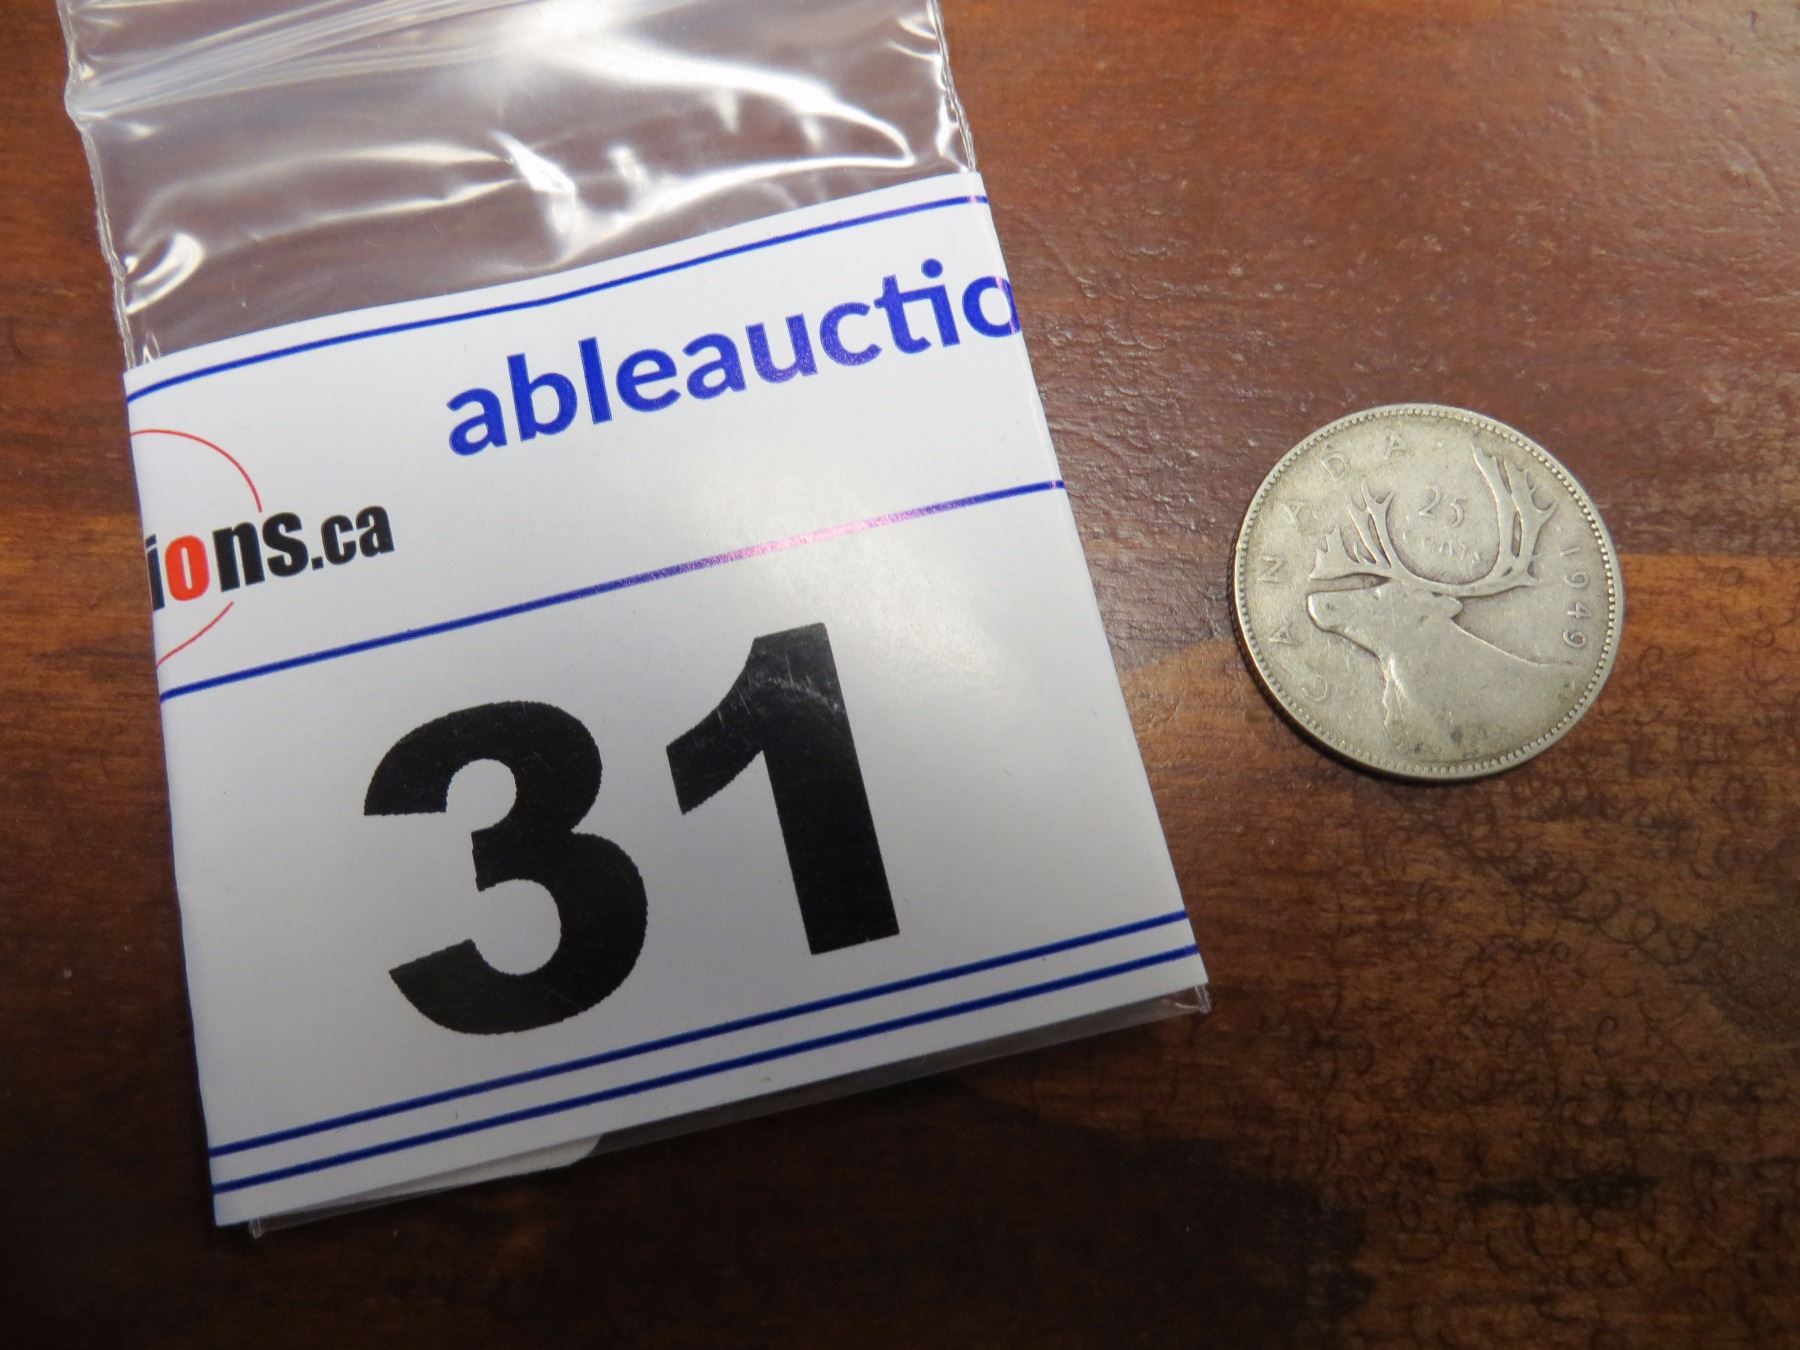 ableauctio
ions.ca
31
CANADA
25
CENTS
1949